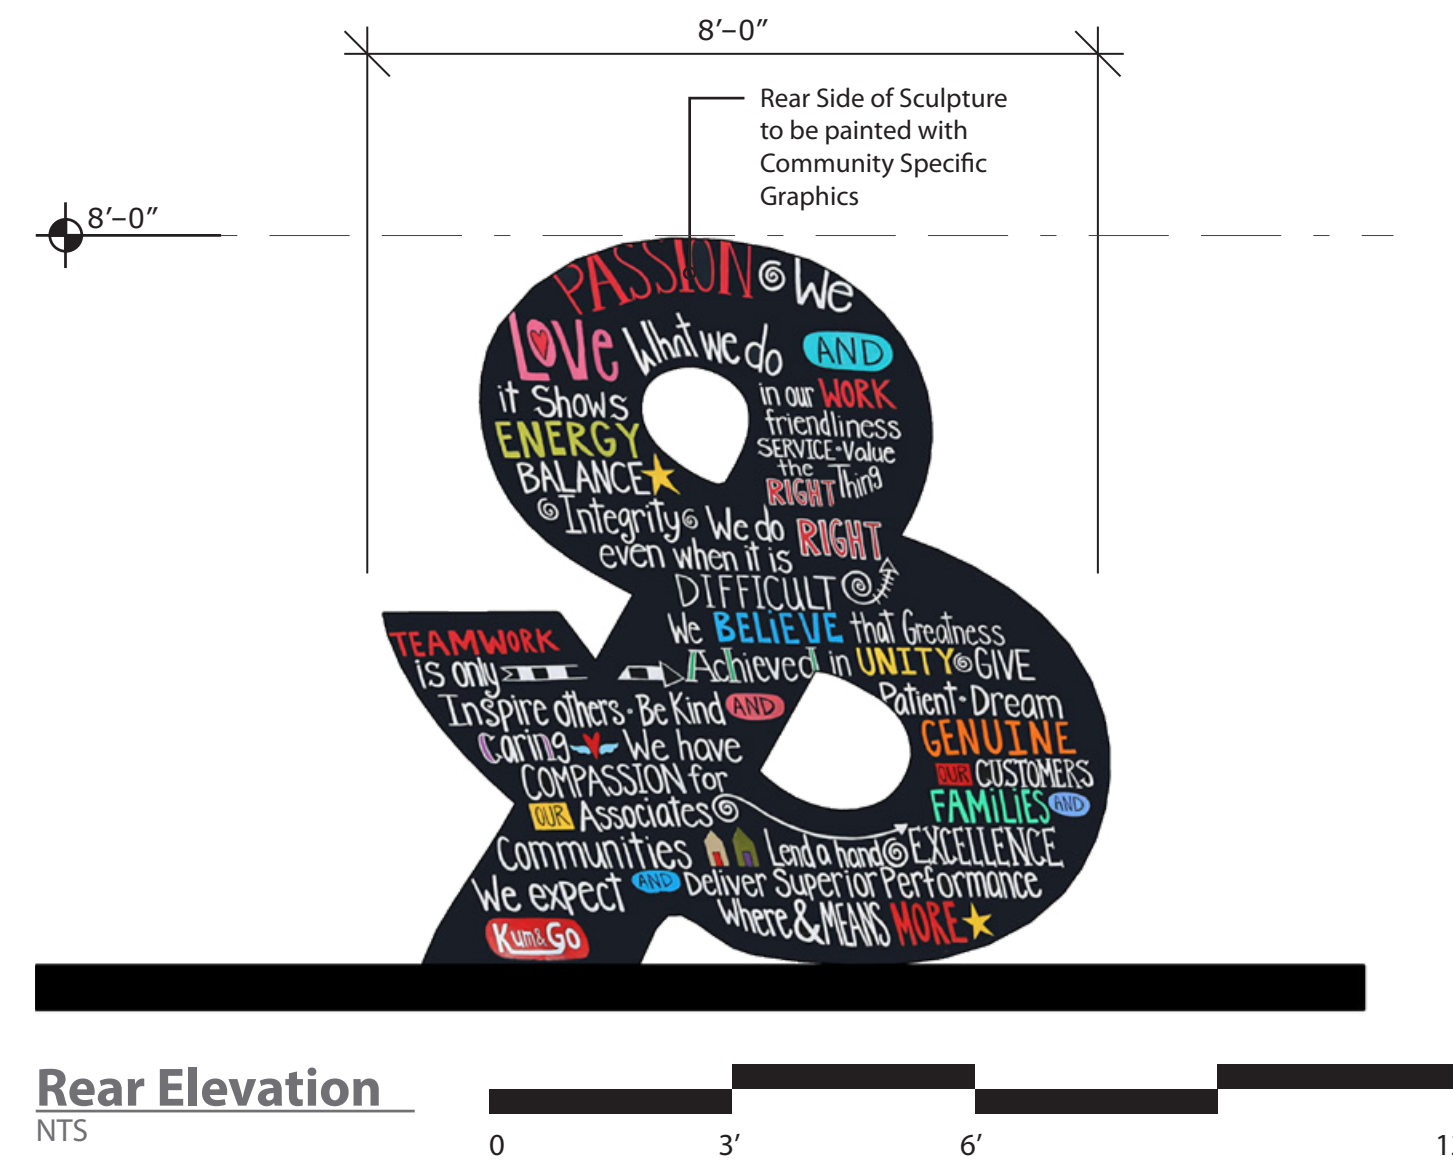 8’–0”
Rear Side of Sculpture
to be painted with
Community Specific
Graphics
8’–0”
PASSION We
LOVe What we do AND
it Shows
ENERGY
BALANCE
in our WORK
friendliness
SERVICE·Value
the
RIGHT Thing
Integrity We do RIGHT
even when it is
DIFFICULT
We BELiEVE that Greatness
TEAMWORK
is only Achieved in UNITY GIVE
Inspire others · Be Kind AND Patient · Dream
Caring We have GENUINE
COMPASSION for OUR CUSTOMERS
OUR Associates FAMiLiES AND
Communities Lend a hand EXCELLENCE
We expect AND Deliver Superior Performance
Where & MEANS MORE
Kum & Go
Rear Elevation
NTS
0 3’ 6’